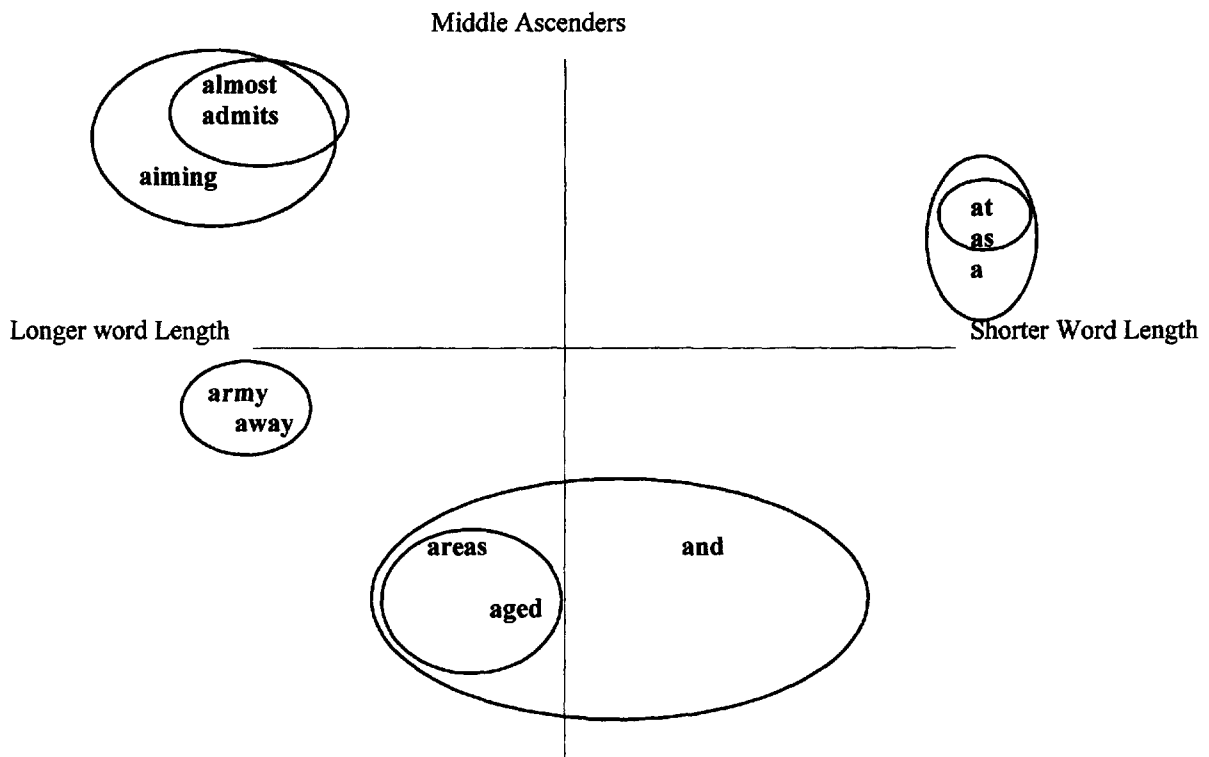 Middle Ascenders
almost
admits
aiming
at
as
a
Longer word Length
Shorter Word Length
army
away
areas
and
aged